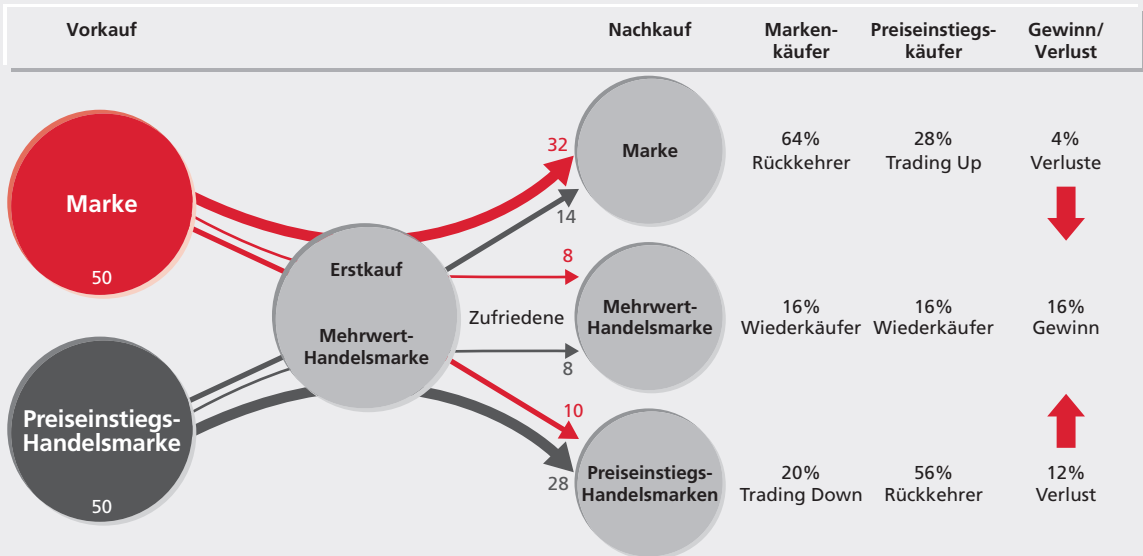 Vorkauf
Nachkauf
Marken-
käufer
Preiseinstiegs-
käufer
Gewinn/
Verlust
Marke
50
Preiseinstiegs-
Handelsmarke
50
Erstkauf
Mehrwert-
Handelsmarke
Zufriedene
32
14
8
8
10
28
Marke
64%
Rückkehrer
28%
Trading Up
4%
Verluste
Mehrwert-
Handelsmarke
16%
Wiederkäufer
16%
Wiederkäufer
16%
Gewinn
Preiseinstiegs-
Handelsmarken
20%
Trading Down
56%
Rückkehrer
12%
Verlust